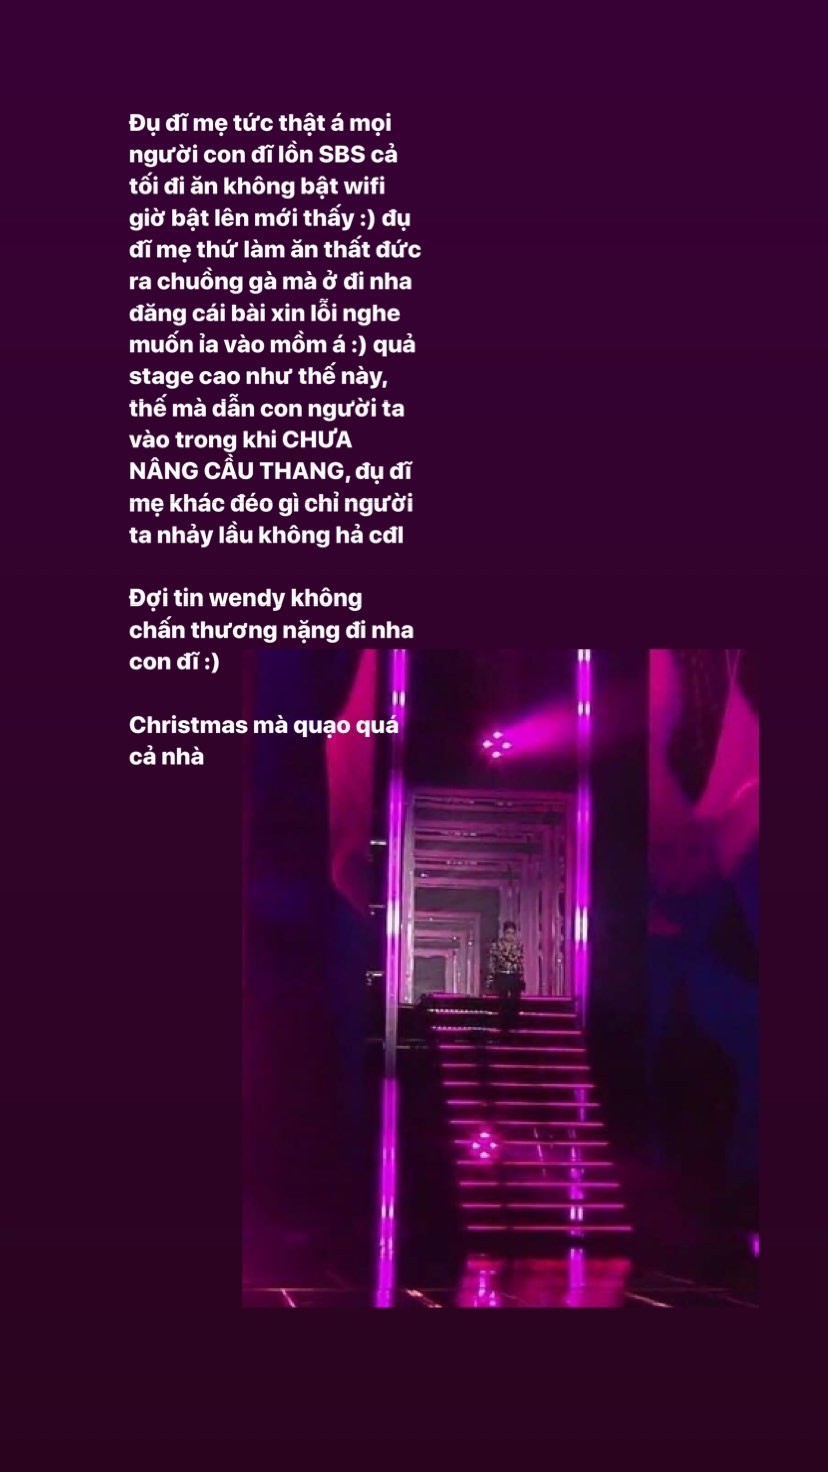 Đụ đĩ mẹ tức thật á mọi
người con đĩ lồn SBS cả
tối đi ăn không bật wifi
giờ bật lên mới thấy :) đụ
đĩ mẹ thứ làm ăn thất đức
ra chuồng gà mà ở đi nha
đăng cái bài xin lỗi nghe
muốn ỉa vào mồm á :) quả
stage cao như thế này,
thế mà dẫn con người ta
vào trong khi CHƯA
NÂNG CẦU THANG, đụ đĩ
mẹ khác đéo gì chỉ người
ta nhảy lầu không hả cđl
Đợi tin wendy không
chấn thương nặng đi nha
con đĩ :)
Christmas mà quạo quá
cả nhà